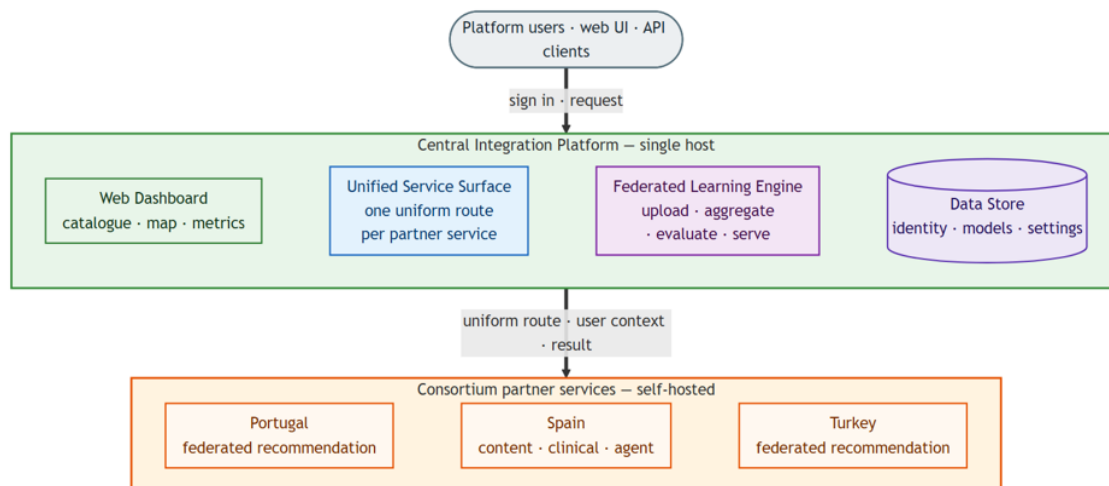 Platform users · web UI · API
clients
sign in · request
Central Integration Platform — single host
Web Dashboard
catalogue · map · metrics
Unified Service Surface
one uniform route
per partner service
Federated Learning Engine
upload · aggregate
· evaluate · serve
Data Store
identity · models · settings
uniform route · user context
· result
Consortium partner services — self-hosted
Portugal
federated recommendation
Spain
content · clinical · agent
Turkey
federated recommendation